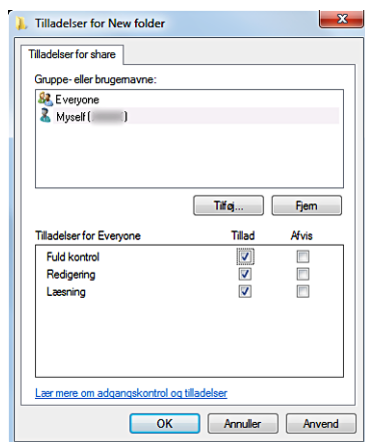 Tilladelser for New folder
Tilladelser for share
Gruppe- eller brugernavne:
Everyone
Myself ( )
Tilføj... Fjern
Tilladelser for Everyone Tillad Afvis
Fuld kontrol
Redigering
Læsning
Lær mere om adgangskontrol og tilladelser
OK Annuller Anvend